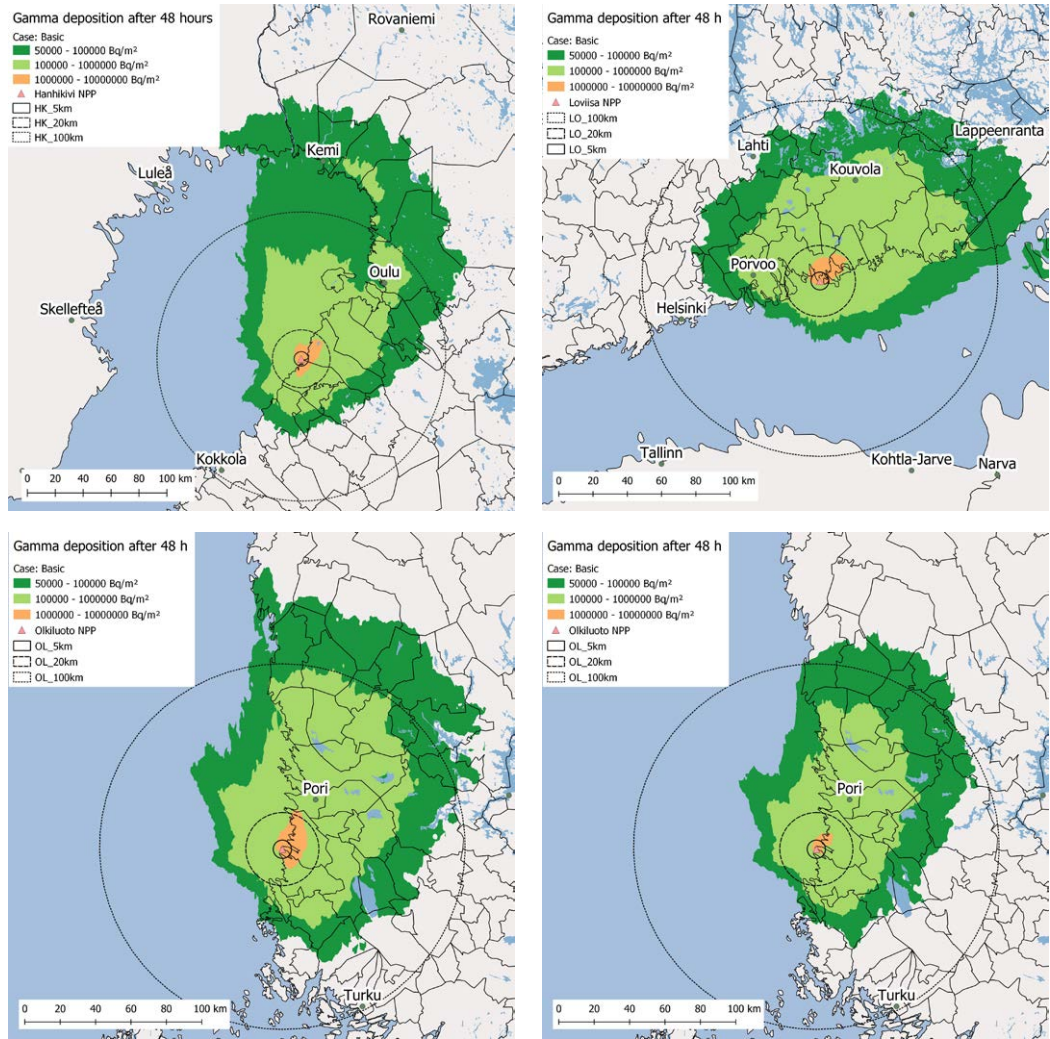 Gamma deposition after 48 hours
Case: Basic
50000 - 100000 Bq/m²
100000 - 1000000 Bq/m²
1000000 - 10000000 Bq/m²
Hanhikivi NPP
HK_5km
HK_20km
HK_100km
Rovaniemi
Kemi
Luleå
Oulu
Skellefteå
Kokkola
0 20 40 60 80 100 km
Gamma deposition after 48 h
Case: Basic
50000 - 100000 Bq/m²
100000 - 1000000 Bq/m²
1000000 - 10000000 Bq/m²
Loviisa NPP
LO_100km
LO_20km
LO_5km
Lappeenranta
Lahti
Kouvola
Porvoo
Helsinki
Tallinn
Kohtla-Jarve
Narva
0 20 40 60 80 100 km
Gamma deposition after 48 h
Case: Basic
50000 - 100000 Bq/m²
100000 - 1000000 Bq/m²
1000000 - 10000000 Bq/m²
Olkiluoto NPP
OL_5km
OL_20km
OL_100km
Pori
Turku
0 20 40 60 80 100 km
Gamma deposition after 48 h
Case: Basic
50000 - 100000 Bq/m²
100000 - 1000000 Bq/m²
1000000 - 10000000 Bq/m²
Olkiluoto NPP
OL_5km
OL_20km
OL_100km
Pori
Turku
0 20 40 60 80 100 km